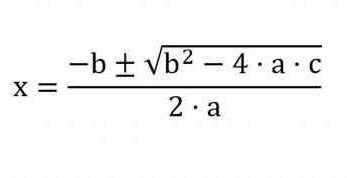 x = (−b ± √(b² − 4 · a · c)) / (2 · a)